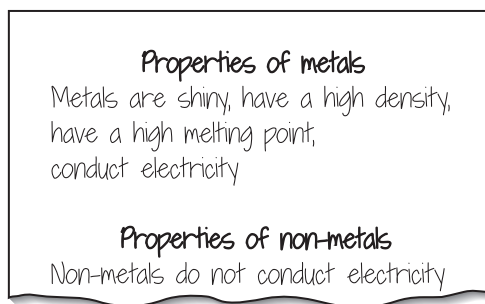 Properties of metals
Metals are shiny, have a high density,
have a high melting point,
conduct electricity
Properties of non-metals
Non-metals do not conduct electricity